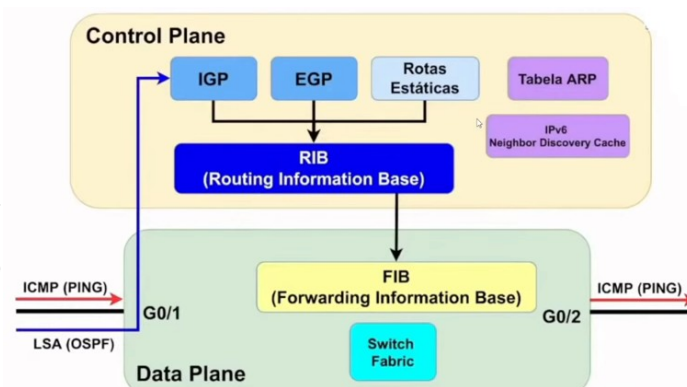 Control Plane
IGP
EGP
Rotas
Estáticas
Tabela ARP
IPv6
Neighbor Discovery Cache
RIB
(Routing Information Base)
ICMP (PING)
G0/1
LSA (OSPF)
FIB
(Forwarding Information Base)
ICMP (PING)
G0/2
Switch
Fabric
Data Plane